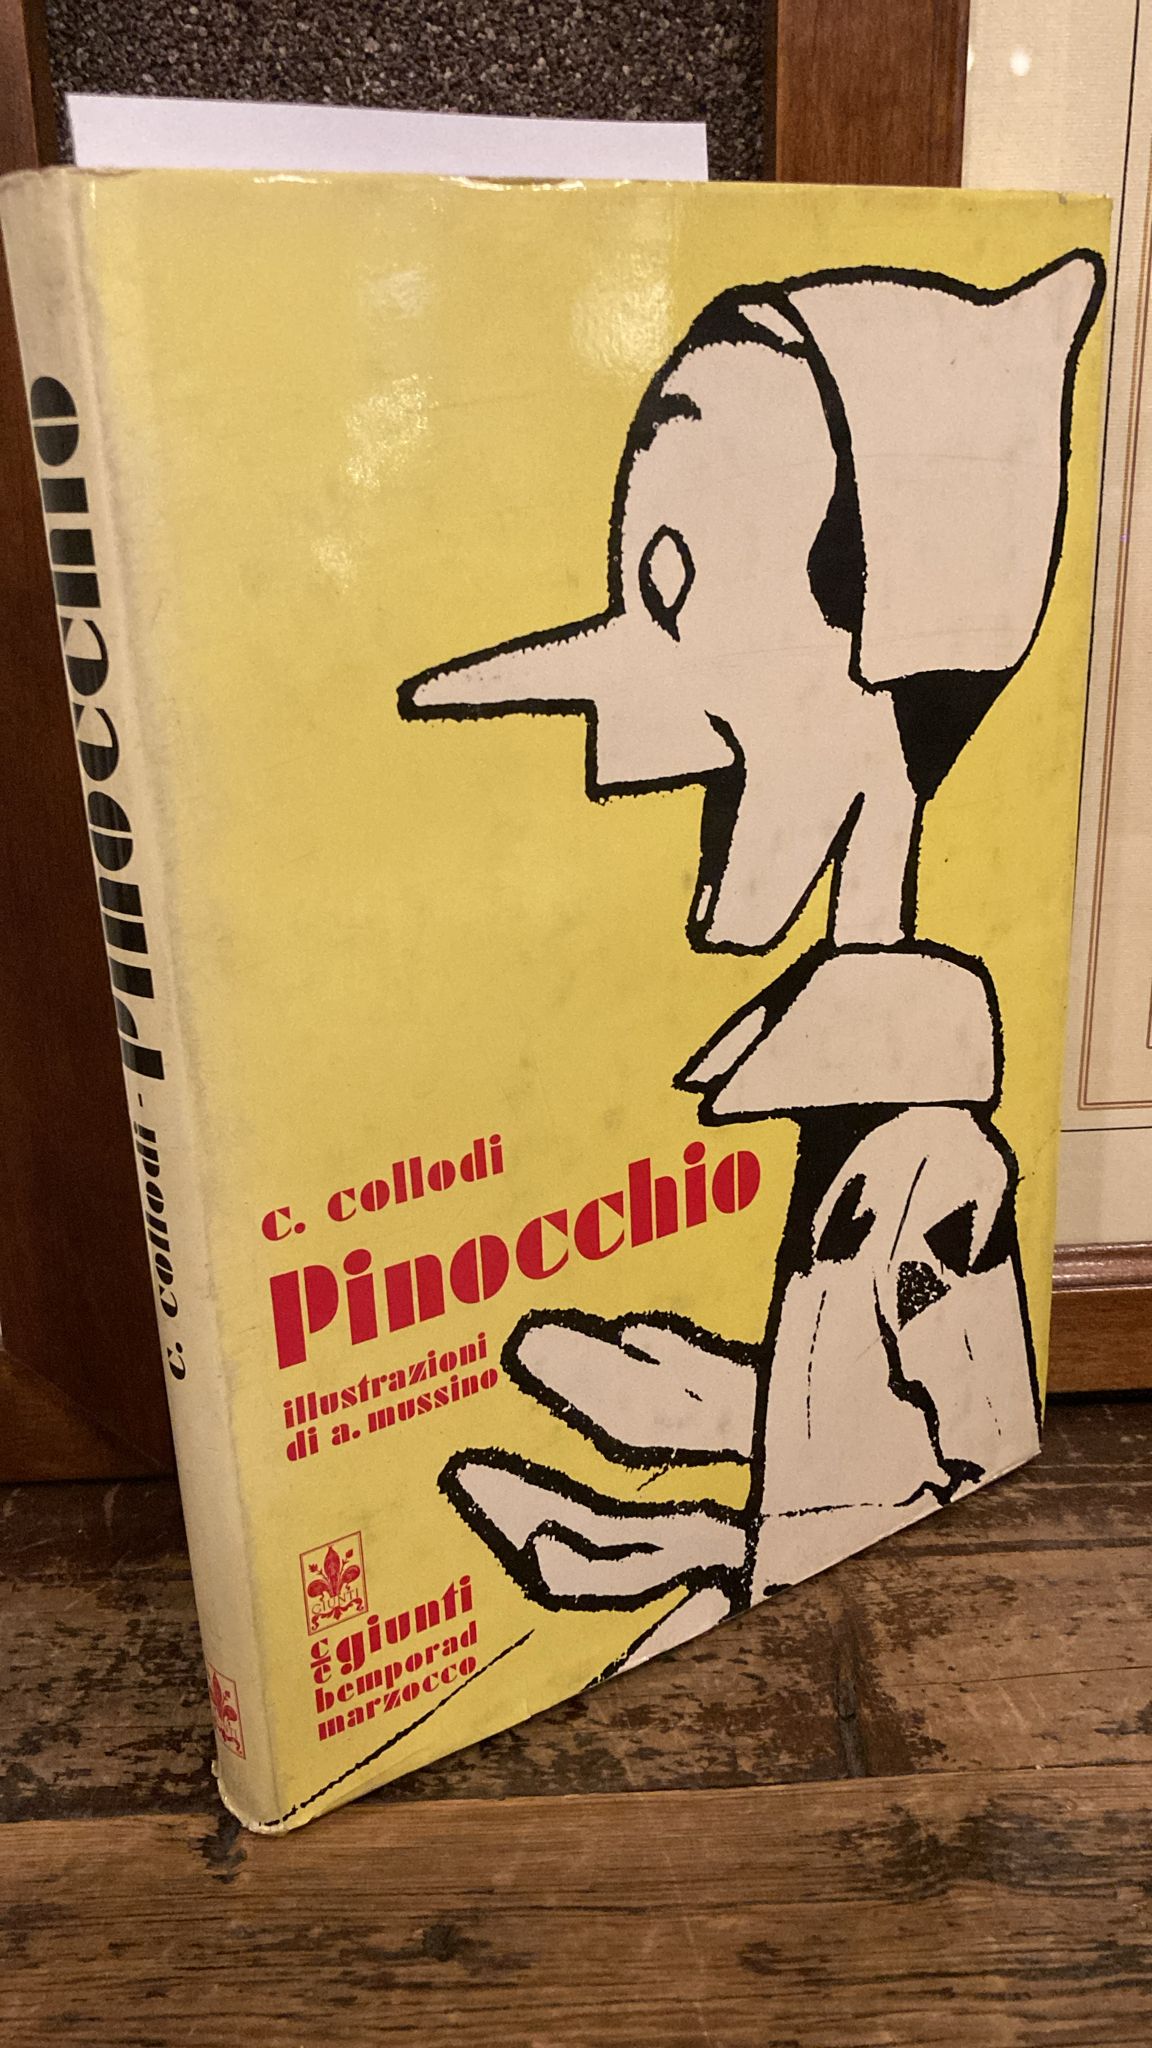 c. collodi - Pinocchio
c. collodi
Pinocchio
illustrazioni
di a. mussino
GIUNTI
c/e giunti
bemporad
marzocco